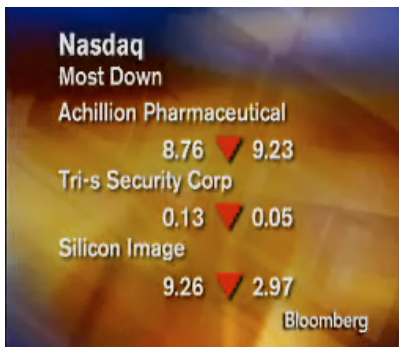 Nasdaq
Most Down
Achillion Pharmaceutical
8.76 ▼ 9.23
Tri-s Security Corp
0.13 ▼ 0.05
Silicon Image
9.26 ▼ 2.97
Bloomberg